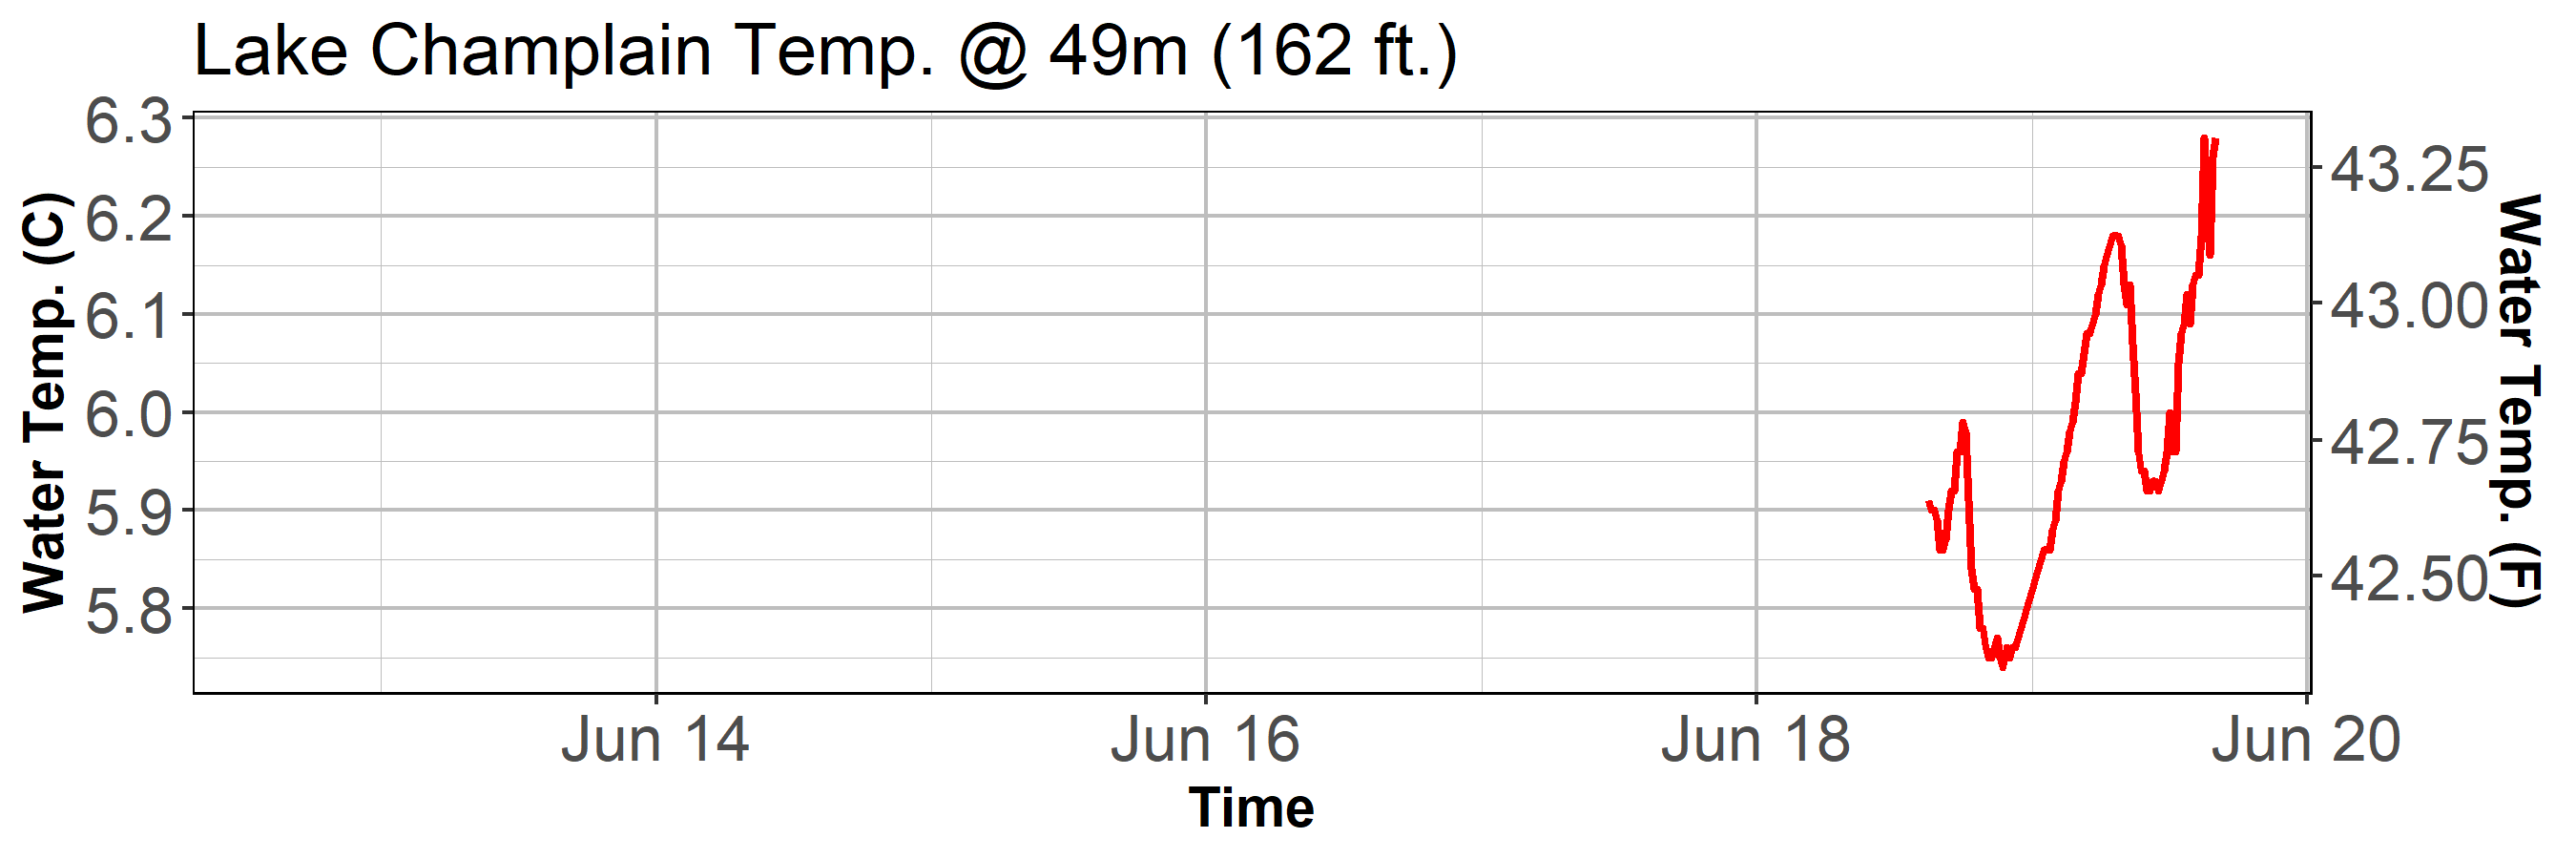 Lake Champlain Temp. @ 49m (162 ft.)
Water Temp. (C)
6.3
6.2
6.1
6.0
5.9
5.8
43.25
43.00
42.75
42.50
Water Temp. (F)
Jun 14 Jun 16 Jun 18 Jun 20
Time